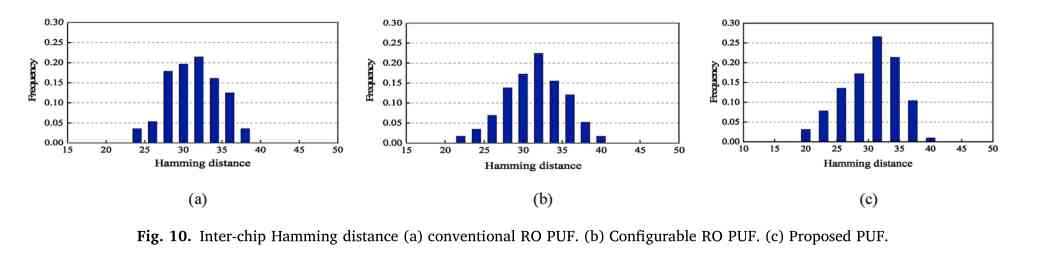 0.30
0.25
0.20
0.15
0.10
0.05
0.00
Frequency
15 20 25 30 35 40 45 50
Hamming distance
(a)
0.30
0.25
0.20
0.15
0.10
0.05
0.00
Frequency
15 20 25 30 35 40 45 50
Hamming distance
(b)
0.30
0.25
0.20
0.15
0.10
0.05
0.00
Frequency
10 15 20 25 30 35 40 45 50
Hamming distance
(c)
Fig. 10. Inter-chip Hamming distance (a) conventional RO PUF. (b) Configurable RO PUF. (c) Proposed PUF.